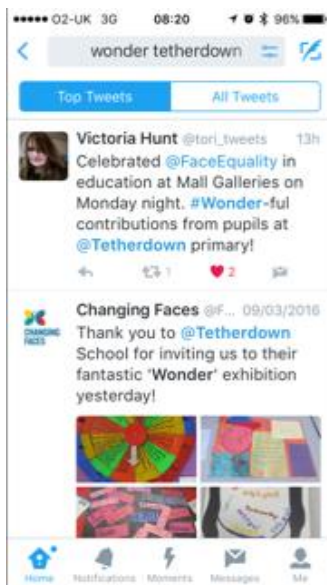 O2-UK 3G 08:20 96%
wonder tetherdown
Top Tweets All Tweets
Victoria Hunt @tori_tweets 13h
Celebrated @FaceEquality in
education at Mall Galleries on
Monday night. #Wonder-ful
contributions from pupils at
@Tetherdown primary!
1 2
Changing Faces @F... 09/03/2016
CHANGING
FACES
Thank you to @Tetherdown
School for inviting us to their
fantastic 'Wonder' exhibition
yesterday!
Home Notifications Moments Messages Me